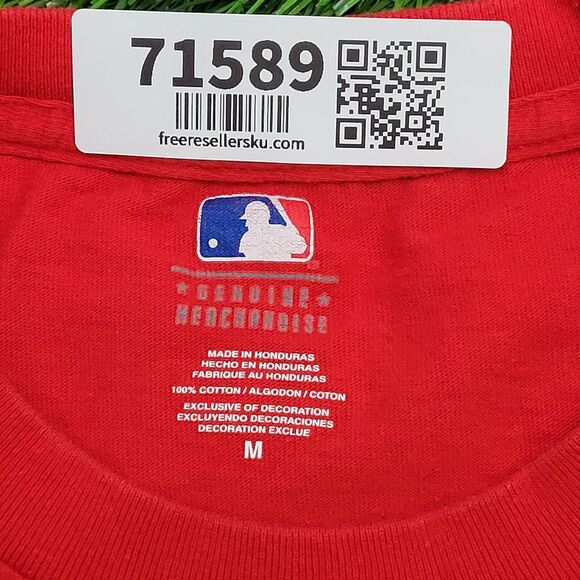 71589
freeresellersku.com
GENUINE
MERCHANDISE
MADE IN HONDURAS
HECHO EN HONDURAS
FABRIQUE AU HONDURAS
100% COTTON / ALGODON / COTON
EXCLUSIVE OF DECORATION
EXCLUYENDO DECORACIONES
DECORATION EXCLUE
M